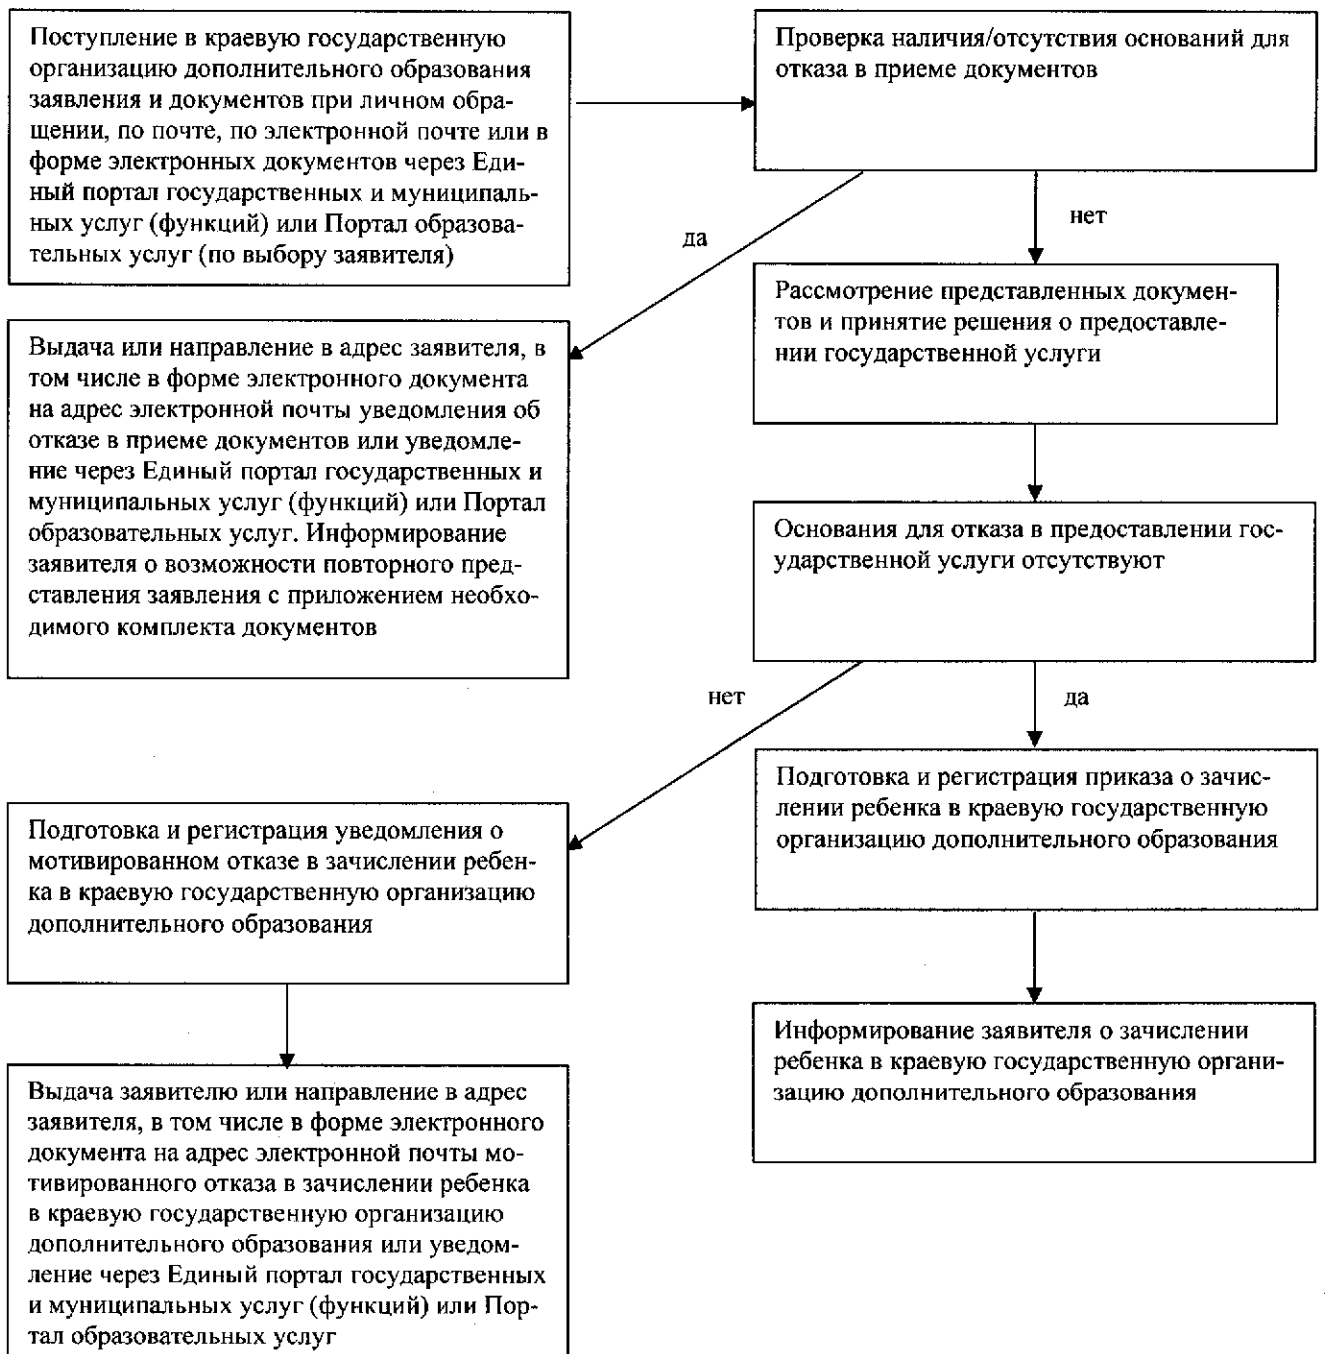 Поступление в краевую государственную
организацию дополнительного образования
заявления и документов при личном обра-
щении, по почте, по электронной почте или в
форме электронных документов через Еди-
ный портал государственных и муниципаль-
ных услуг (функций) или Портал образова-
тельных услуг (по выбору заявителя)
Проверка наличия/отсутствия оснований для
отказа в приеме документов
да
нет
Выдача или направление в адрес заявителя, в
том числе в форме электронного документа
на адрес электронной почты уведомления об
отказе в приеме документов или уведомле-
ние через Единый портал государственных и
муниципальных услуг (функций) или Портал
образовательных услуг. Информирование
заявителя о возможности повторного пред-
ставления заявления с приложением необхо-
димого комплекта документов
Рассмотрение представленных докумен-
тов и принятие решения о предоставле-
нии государственной услуги
Основания для отказа в предоставлении гос-
ударственной услуги отсутствуют
нет
да
Подготовка и регистрация уведомления о
мотивированном отказе в зачислении ребен-
ка в краевую государственную организацию
дополнительного образования
Подготовка и регистрация приказа о зачис-
лении ребенка в краевую государственную
организацию дополнительного образования
Информирование заявителя о зачислении
ребенка в краевую государственную органи-
зацию дополнительного образования
Выдача заявителю или направление в адрес
заявителя, в том числе в форме электронного
документа на адрес электронной почты мо-
тивированного отказа в зачислении ребенка
в краевую государственную организацию
дополнительного образования или уведом-
ление через Единый портал государственных
и муниципальных услуг (функций) или Пор-
тал образовательных услуг